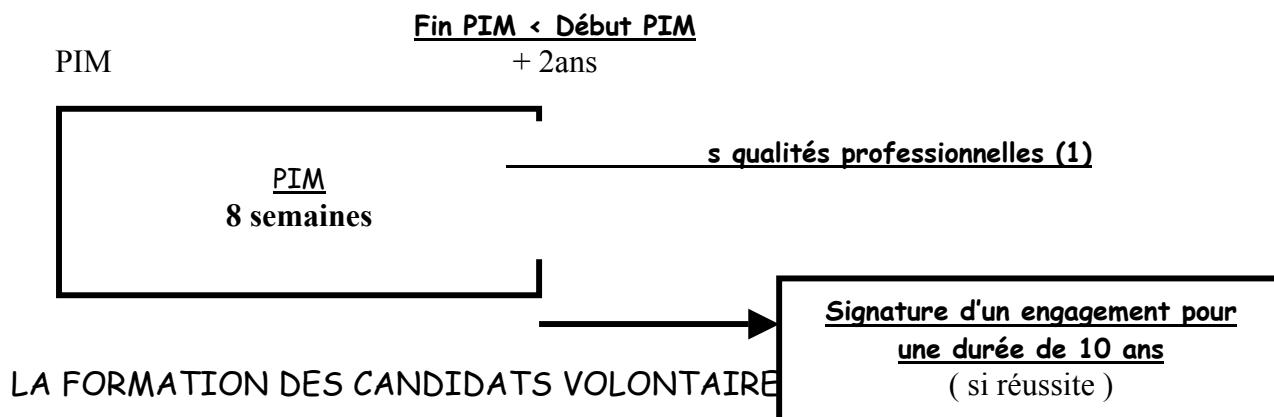 Fin PIM < Début PIM
PIM + 2ans
s qualités professionnelles (1)
PIM
8 semaines
Signature d’un engagement pour
une durée de 10 ans
( si réussite )
LA FORMATION DES CANDIDATS VOLONTAIRE